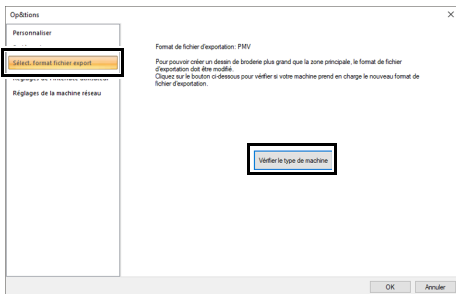 Op&tions
Personnaliser
Sélect. format fichier export
Réglages de la machine réseau
Format de fichier d'exportation: PMV
Pour pouvoir créer un dessin de broderie plus grand que la zone principale, le format de fichier
d'exportation doit être modifié.
Cliquez sur le bouton ci-dessous pour vérifier si votre machine prend en charge le nouveau format de
fichier d'exportation.
Vérifier le type de machine
OK
Annuler